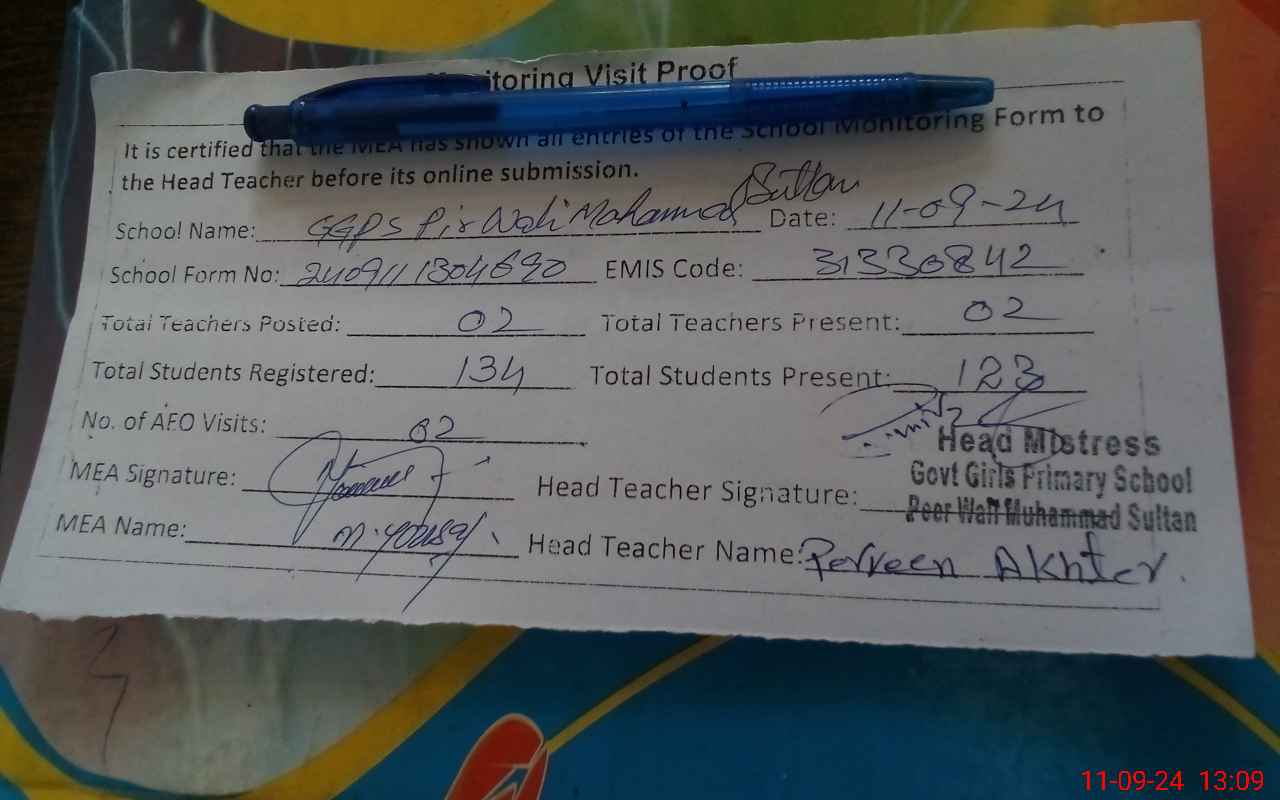 Monitoring Visit Proof
It is certified that the MEA has shown all entries of the School Monitoring Form to
the Head Teacher before its online submission.
School Name: GGPS Pir Wali Mohammad Sultan Date: 11-09-24
School Form No: 2409111304690 EMIS Code: 31330842
Total Teachers Posted: 02 Total Teachers Present: 02
Total Students Registered: 134 Total Students Present: 123
No. of AEO Visits: 02
Head Mistress
Govt Girls Primary School
Peer Wali Muhammad Sultan
MEA Signature: Head Teacher Signature:
MEA Name: M. Yousaf Head Teacher Name: Perveen Akhter.
11-09-24 13:09